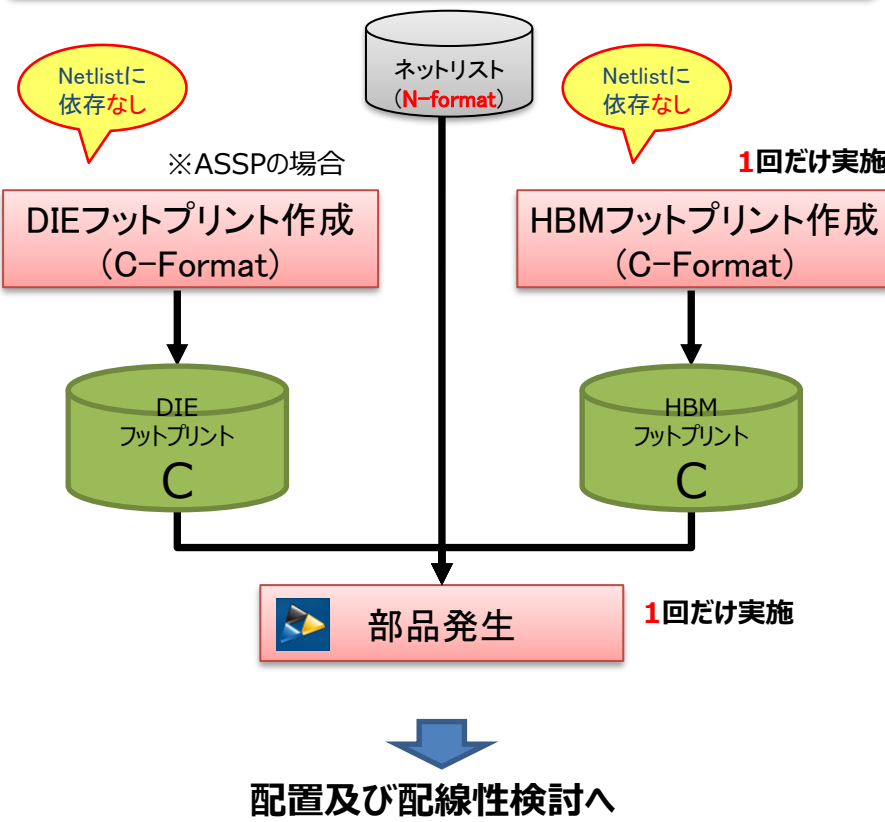 ネットリスト
（N-format）
Netlistに
依存なし
Netlistに
依存なし
※ASSPの場合
1回だけ実施
DIEフットプリント作成
（C-Format）
HBMフットプリント作成
（C-Format）
DIE
フットプリント
C
HBM
フットプリント
C
部品発生
1回だけ実施
配置及び配線性検討へ